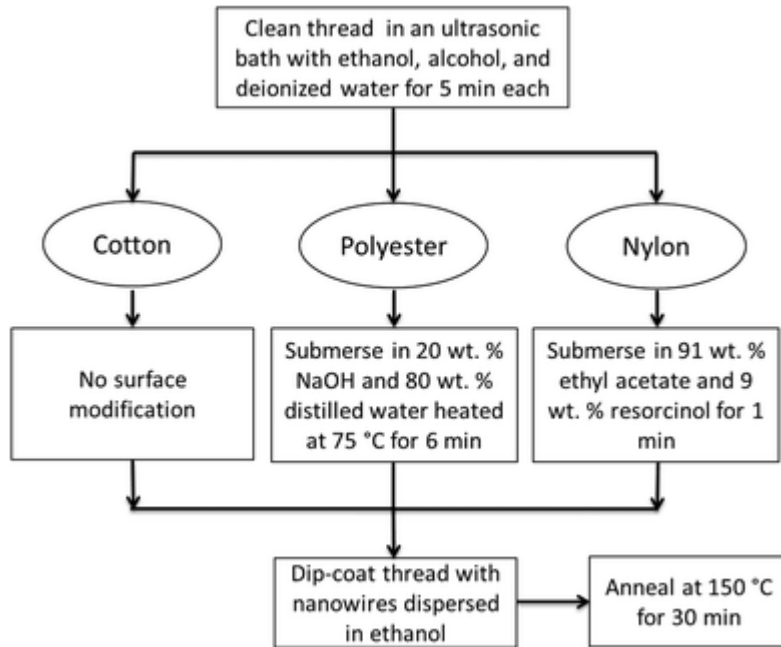 Clean thread in an ultrasonic
bath with ethanol, alcohol, and
deionized water for 5 min each
Cotton
Polyester
Nylon
No surface
modification
Submerse in 20 wt. %
NaOH and 80 wt. %
distilled water heated
at 75 °C for 6 min
Submerse in 91 wt. %
ethyl acetate and 9
wt. % resorcinol for 1
min
Dip-coat thread with
nanowires dispersed
in ethanol
Anneal at 150 °C
for 30 min